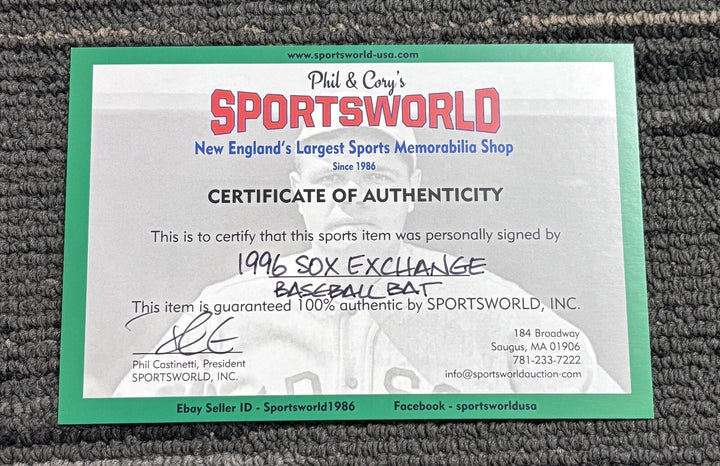 www.sportsworld-usa.com
Phil & Cory's
SPORTSWORLD
New England's Largest Sports Memorabilia Shop
Since 1986
CERTIFICATE OF AUTHENTICITY
This is to certify that this sports item was personally signed by
1996 SOX EXCHANGE
BASEBALL BAT
This item is guaranteed 100% authentic by SPORTSWORLD, INC.
Phil Castinetti, President
SPORTSWORLD, INC.
184 Broadway
Saugus, MA 01906
781-233-7222
info@sportsworldauction.com
Ebay Seller ID - Sportsworld1986 Facebook - sportsworldusa